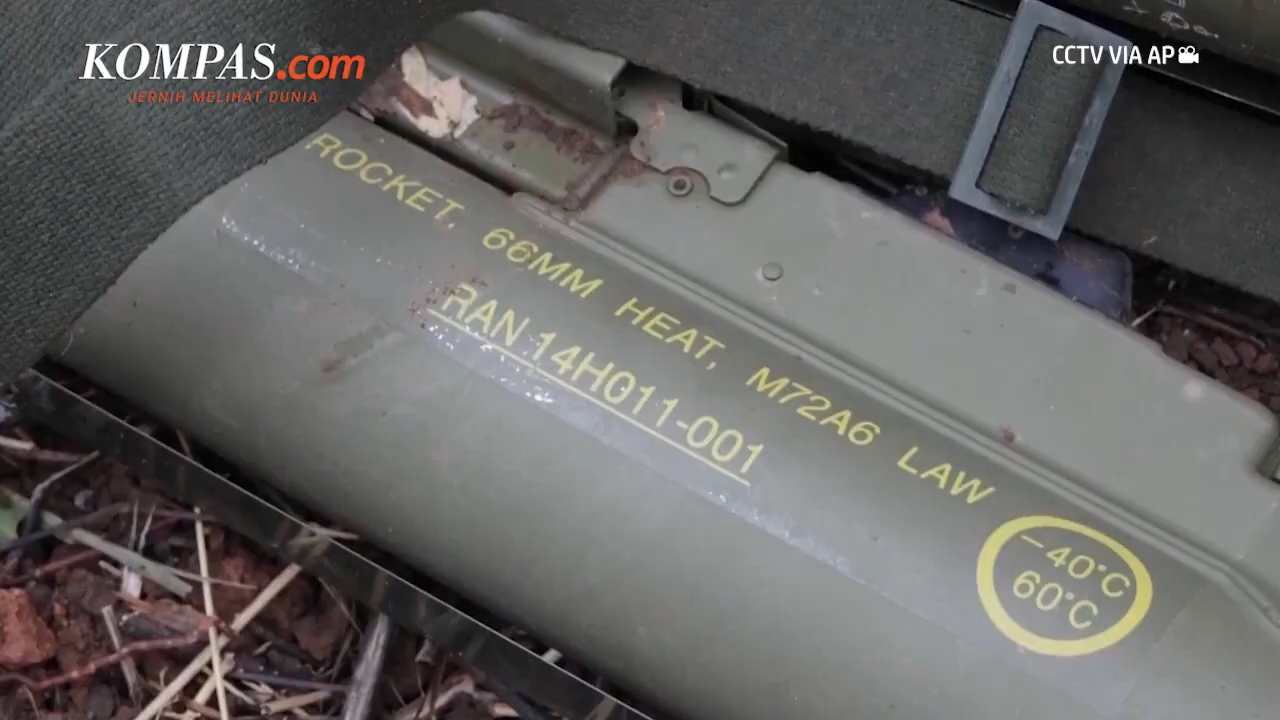 KOMPAS.com
JERNIH MELIHAT DUNIA
CCTV VIA AP
ROCKET, 66MM HEAT, M72A6 LAW
RAN 14H011-001
-40°C
60°C